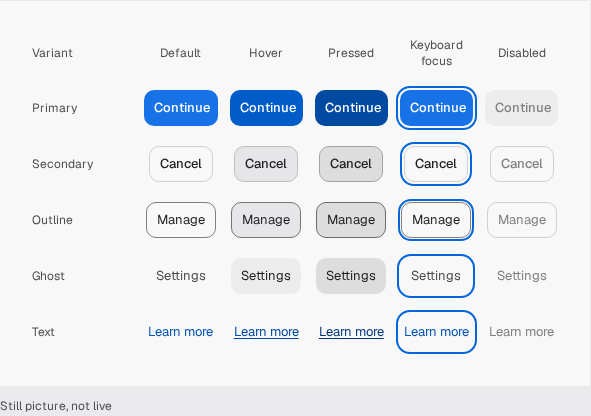 Variant Default Hover Pressed Keyboard focus Disabled
Primary Continue Continue Continue Continue Continue
Secondary Cancel Cancel Cancel Cancel Cancel
Outline Manage Manage Manage Manage Manage
Ghost Settings Settings Settings Settings Settings
Text Learn more Learn more Learn more Learn more Learn more
Still picture, not live